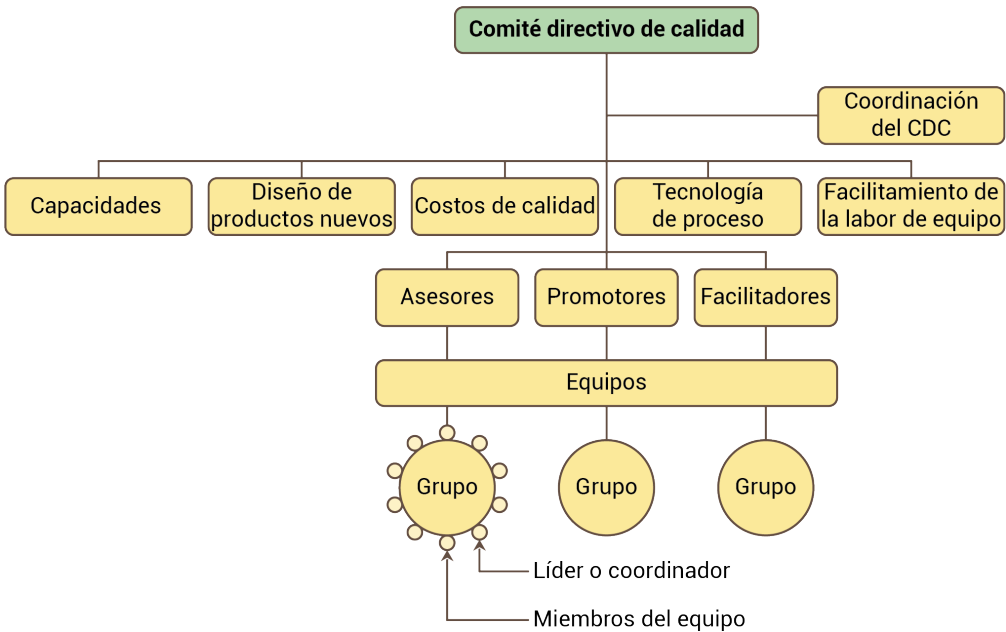 Comité directivo de calidad
Coordinación
del CDC
Capacidades
Diseño de
productos nuevos
Costos de calidad
Tecnología
de proceso
Facilitamiento de
la labor de equipo
Asesores
Promotores
Facilitadores
Equipos
Grupo
Grupo
Grupo
Líder o coordinador
Miembros del equipo